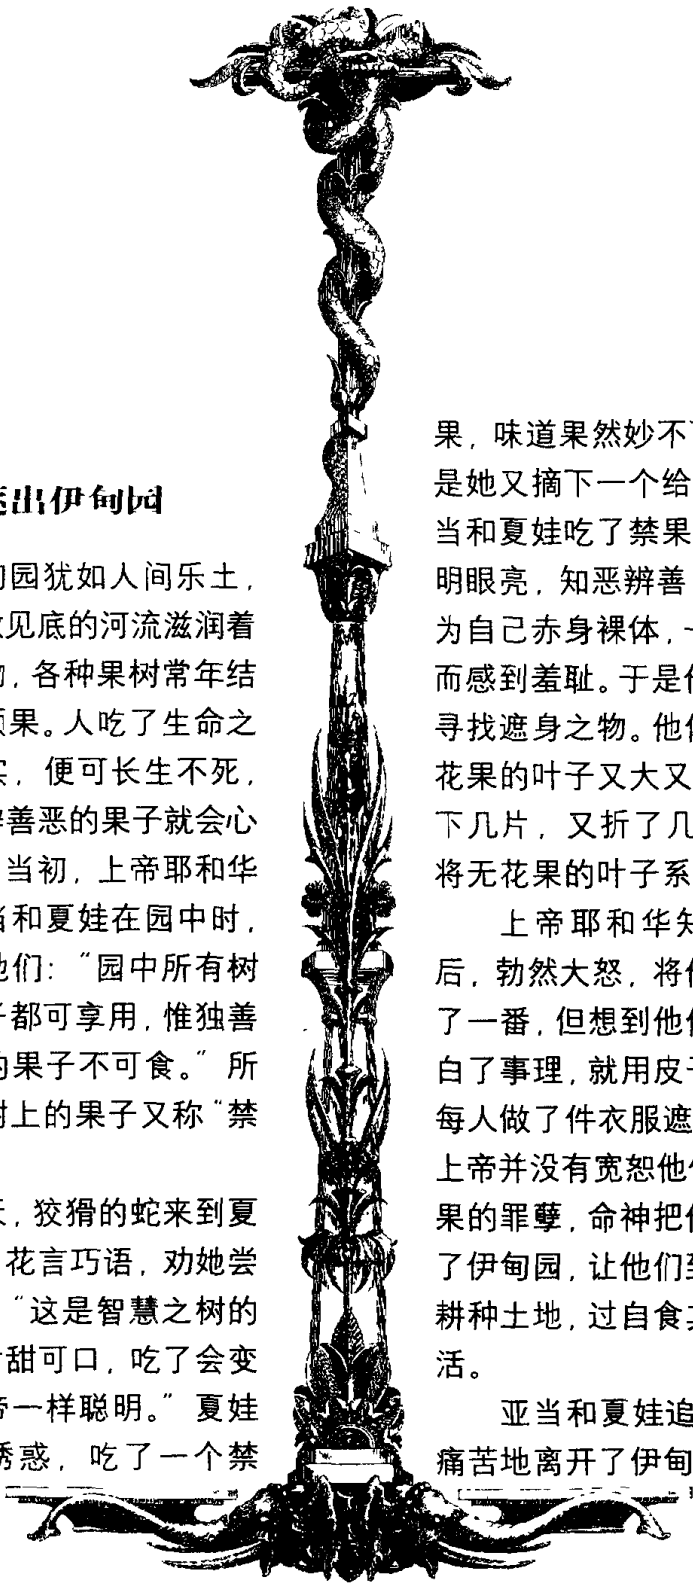 出伊甸园
园犹如人间乐土,
见底的河流滋润着
,各种果树常年结
果。人吃了生命之
,便可长生不死,
善恶的果子就会心
当初,上帝耶和华
和夏娃在园中时,
他们:“园中所有树
子都可享用,惟独善
的果子不可食。”所
树上的果子又称“禁
天,狡猾的蛇来到夏
花言巧语,劝她尝
“这是智慧之树的
甜可口,吃了会变
帝一样聪明。”夏娃
诱惑,吃了一个禁
果,味道果然妙不
是她又摘下一个给
当和夏娃吃了禁果
明眼亮,知恶辨善
为自己赤身裸体,
而感到羞耻。于是他
寻找遮身之物。他们
花果的叶子又大又
下几片,又折了几
将无花果的叶子系
上帝耶和华知
后,勃然大怒,将他
了一番,但想到他们
白了事理,就用皮子
每人做了件衣服遮
上帝并没有宽恕他们
果的罪孽,命神把他
了伊甸园,让他们到
耕种土地,过自食其
活。
亚当和夏娃追
痛苦地离开了伊甸